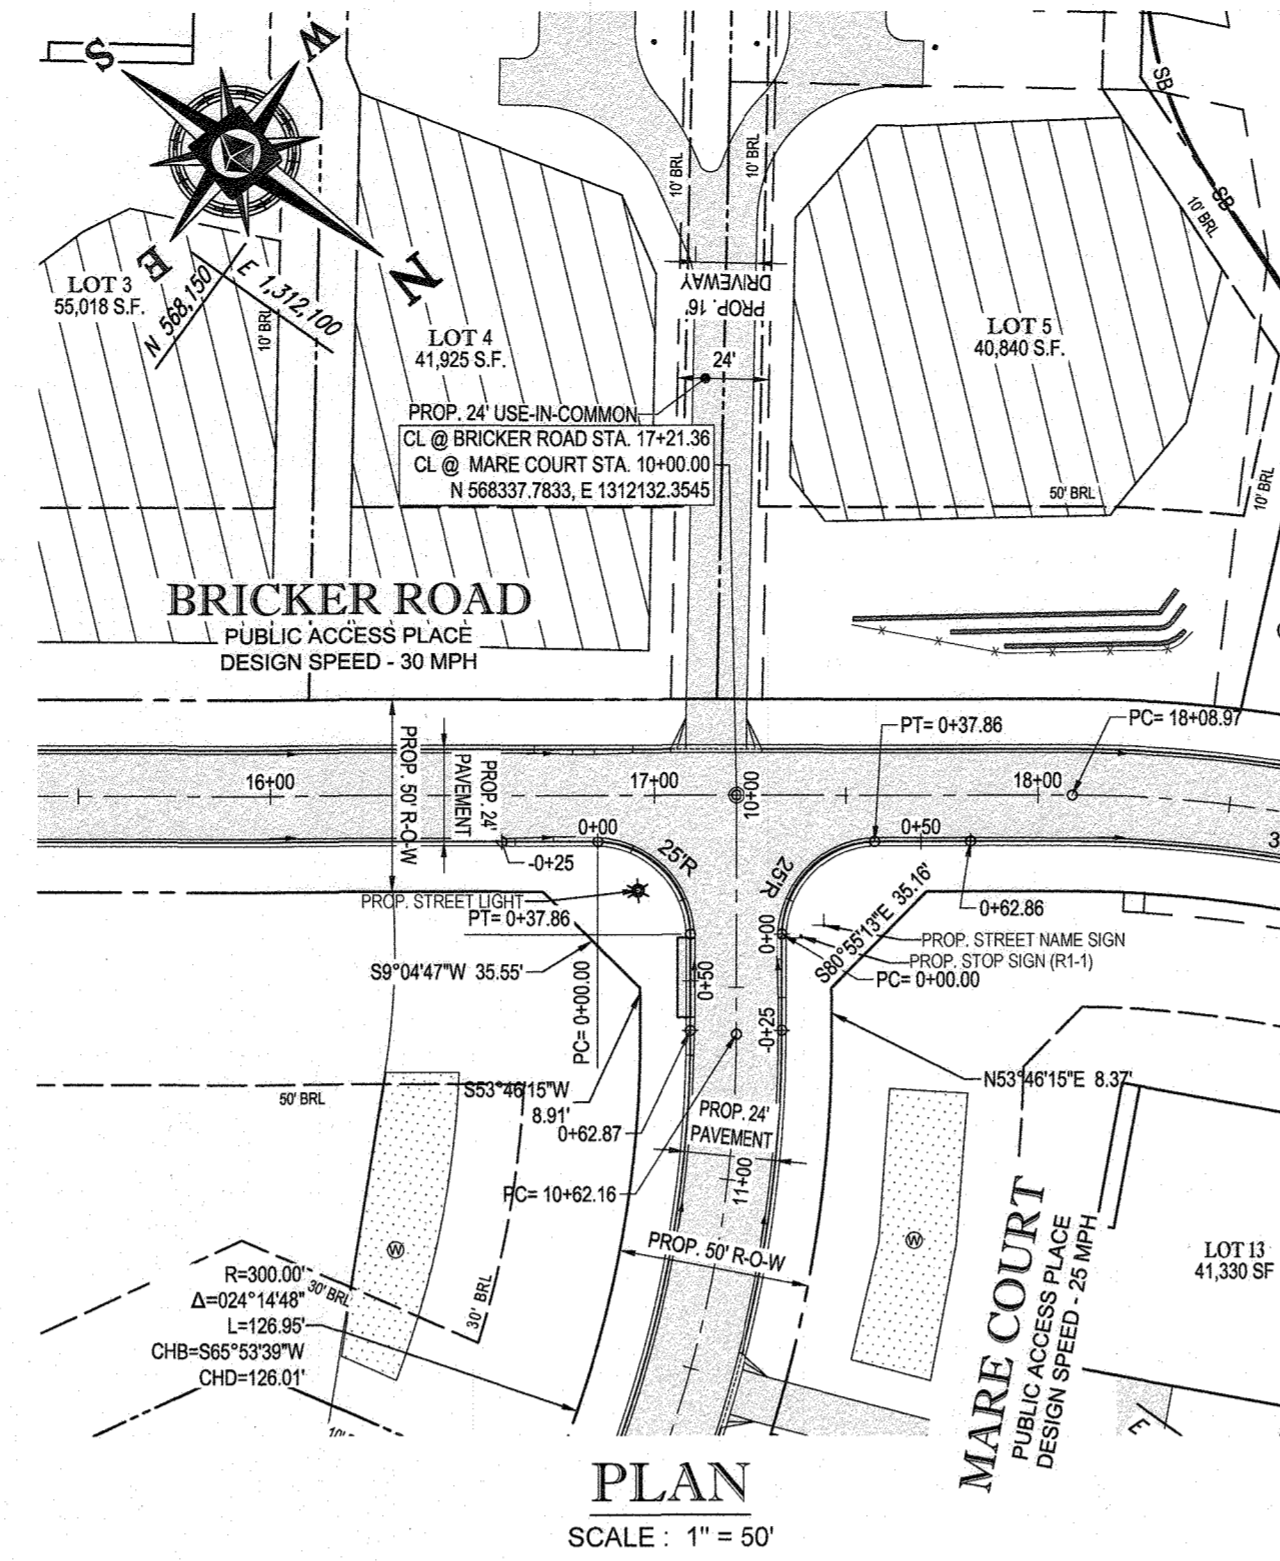 S
W
E
N
SB
SB
10' BRL
10' BRL
10' BRL
LOT 3
55,018 S.F.
N 568,150
E 1,312,100
10' BRL
LOT 4
41,925 S.F.
PROP. 16'
DRIVEWAY
LOT 5
40,840 S.F.
24'
PROP. 24' USE-IN-COMMON
CL @ BRICKER ROAD STA. 17+21.36
CL @ MARE COURT STA. 10+00.00
N 568337.7833, E 1312132.3545
50' BRL
10' BRL
BRICKER ROAD
PUBLIC ACCESS PLACE
DESIGN SPEED - 30 MPH
PT= 0+37.86
PC= 18+08.97
PROP. 50' R-O-W
PROP. 24'
PAVEMENT
16+00
17+00
10+00
18+00
0+00
-0+25
25'R
25'R
0+50
0+62.86
PROP. STREET LIGHT
PT= 0+37.86
S80°55'13"E 35.16'
0+00
PROP. STREET NAME SIGN
PROP. STOP SIGN (R1-1)
PC= 0+00.00
S9°04'47"W 35.55'
PC= 0+00.00
0+50
-0+25
S53°46'15"W
8.91'
0+62.87
N53°46'15"E 8.37'
50' BRL
PROP. 24'
PAVEMENT
11+00
PC= 10+62.16
PROP. 50' R-O-W
W
W
R=300.00'
Δ=024°14'48"
L=126.95'
CHB=S65°53'39"W
CHD=126.01'
30' BRL
30' BRL
MARE COURT
PUBLIC ACCESS PLACE
DESIGN SPEED - 25 MPH
LOT 13
41,330 SF
E
PLAN
SCALE : 1" = 50'